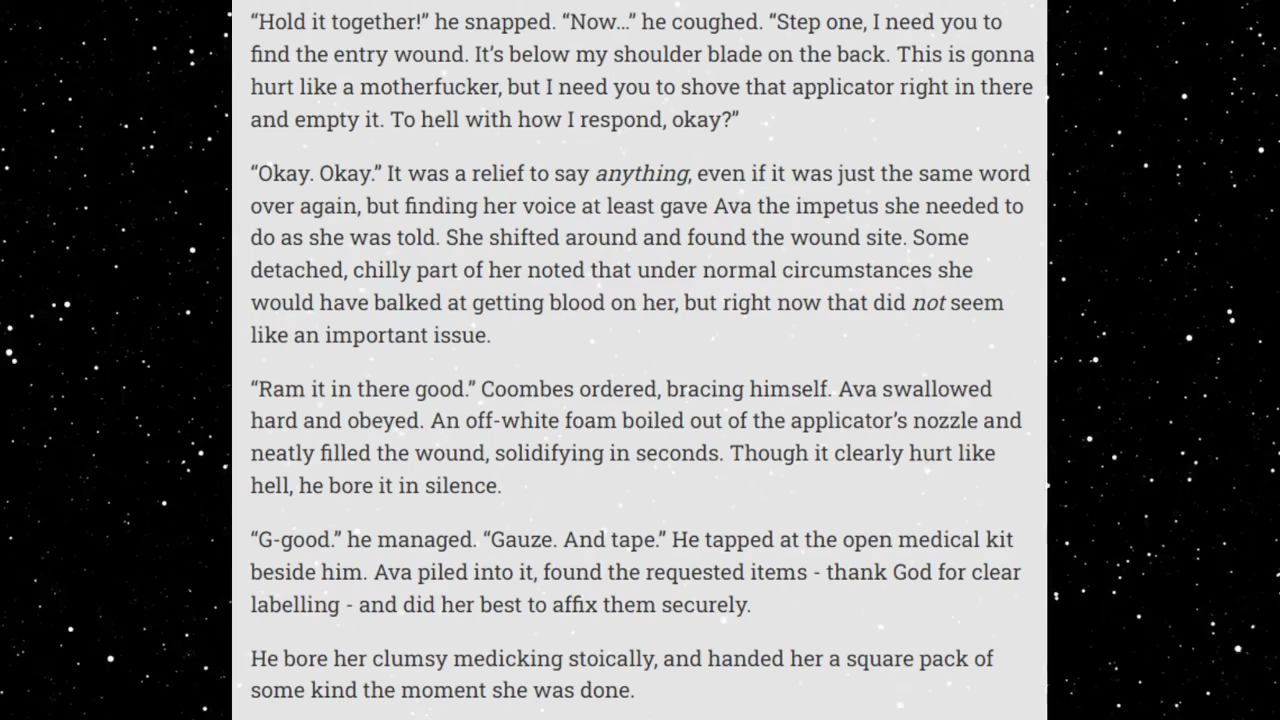 “Hold it together!” he snapped. “Now…” he coughed. “Step one, I need you to
find the entry wound. It’s below my shoulder blade on the back. This is gonna
hurt like a motherfucker, but I need you to shove that applicator right in there
and empty it. To hell with how I respond, okay?”
“Okay. Okay.” It was a relief to say anything, even if it was just the same word
over again, but finding her voice at least gave Ava the impetus she needed to
do as she was told. She shifted around and found the wound site. Some
detached, chilly part of her noted that under normal circumstances she
would have balked at getting blood on her, but right now that did not seem
like an important issue.
“Ram it in there good.” Coombes ordered, bracing himself. Ava swallowed
hard and obeyed. An off-white foam boiled out of the applicator’s nozzle and
neatly filled the wound, solidifying in seconds. Though it clearly hurt like
hell, he bore it in silence.
“G-good.” he managed. “Gauze. And tape.” He tapped at the open medical kit
beside him. Ava piled into it, found the requested items - thank God for clear
labelling - and did her best to affix them securely.
He bore her clumsy medicking stoically, and handed her a square pack of
some kind the moment she was done.